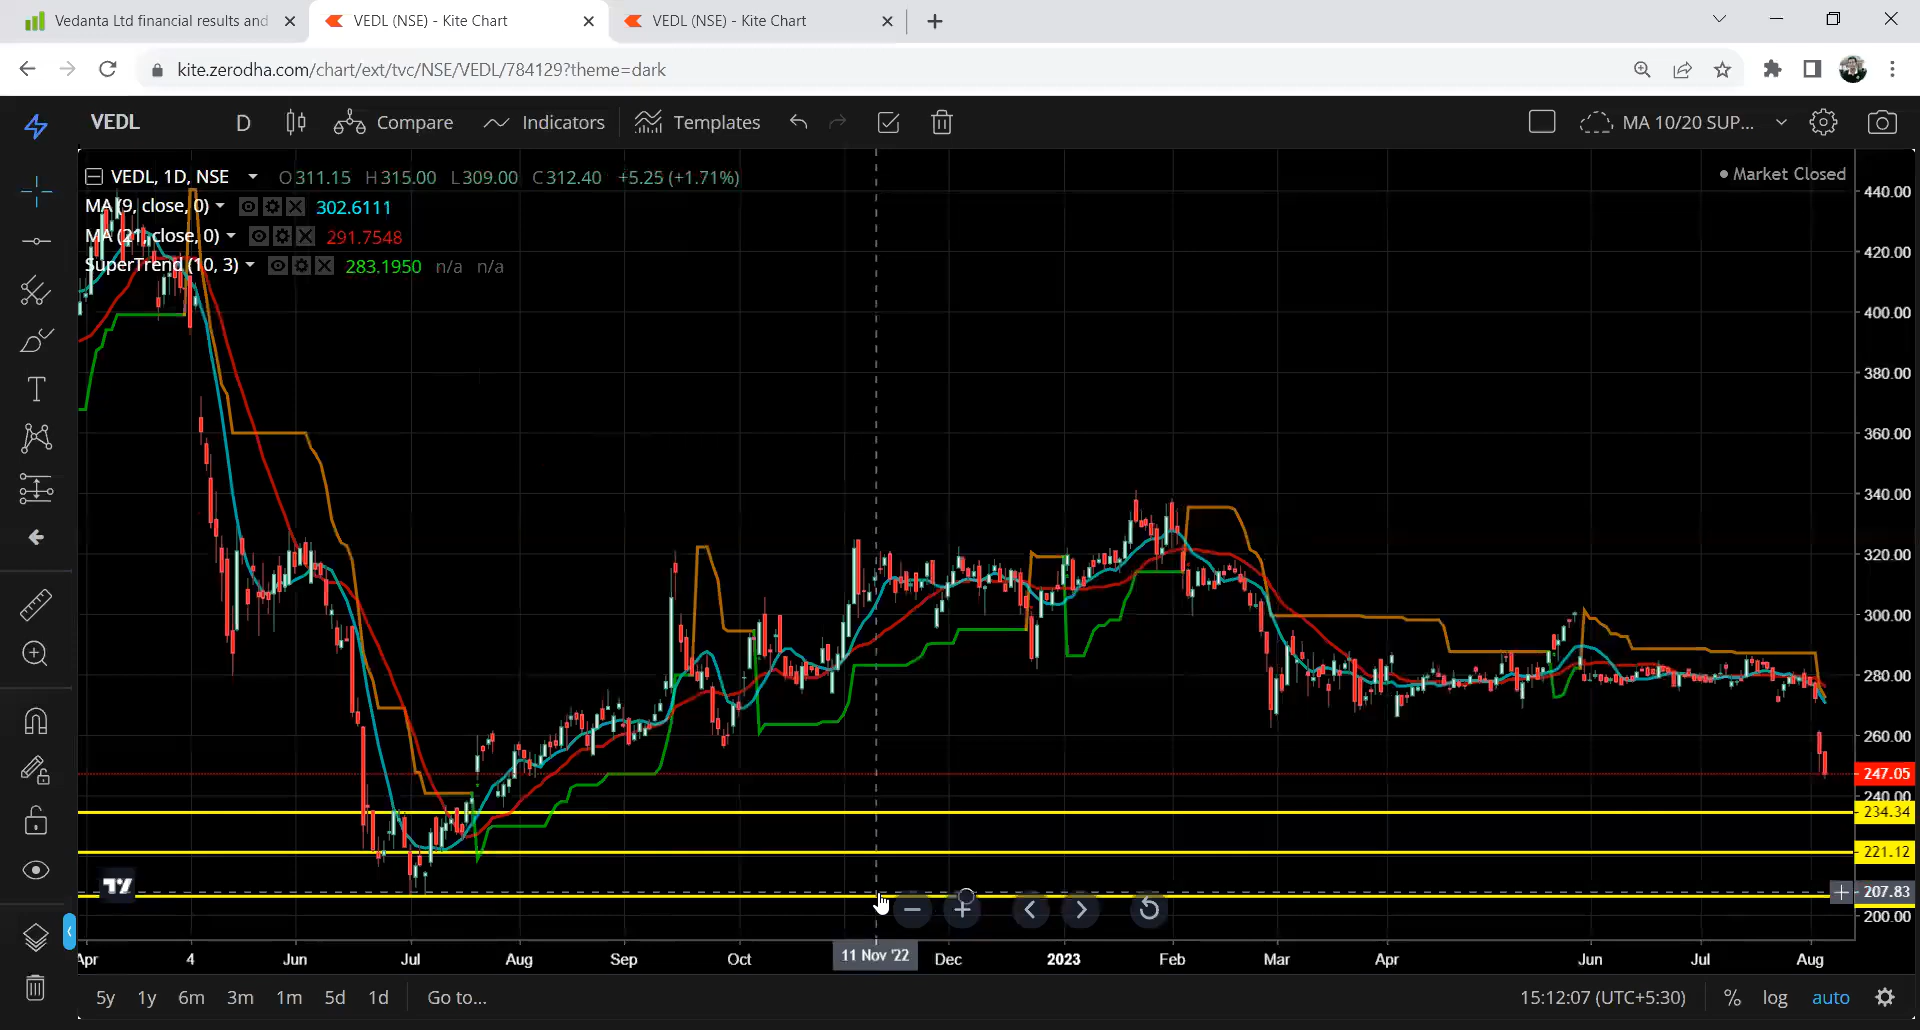 Vedanta Ltd financial results and
VEDL (NSE) - Kite Chart
VEDL (NSE) - Kite Chart
kite.zerodha.com/chart/ext/tvc/NSE/VEDL/784129?theme=dark
VEDL D Compare Indicators Templates MA 10/20 SUP...
VEDL, 1D, NSE O311.15 H315.00 L309.00 C312.40 +5.25 (+1.71%)
Market Closed
MA (9, close, 0) 302.6111
MA (21, close, 0) 291.7548
SuperTrend (10, 3) 283.1950 n/a n/a
440.00
420.00
400.00
380.00
360.00
340.00
320.00
300.00
280.00
260.00
247.05
240.00
234.34
221.12
207.83
200.00
Apr 4 Jun Jul Aug Sep Oct 11 Nov '22 Dec 2023 Feb Mar Apr Jun Jul Aug
5y 1y 6m 3m 1m 5d 1d Go to... 15:12:07 (UTC+5:30) % log auto